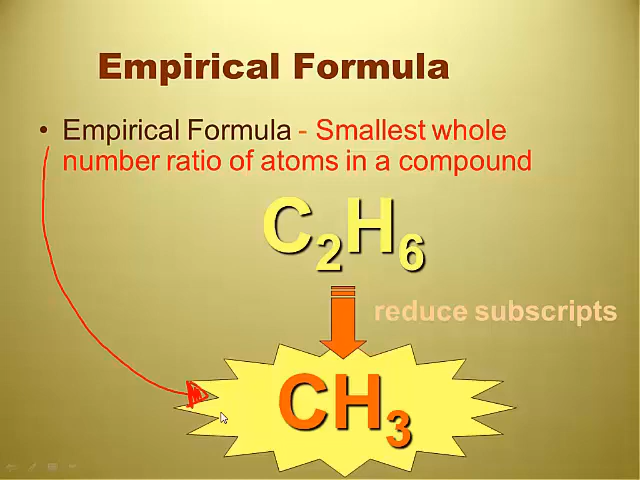 Empirical Formula
• Empirical Formula - Smallest whole
number ratio of atoms in a compound
C₂H₆
reduce subscripts
CH₃